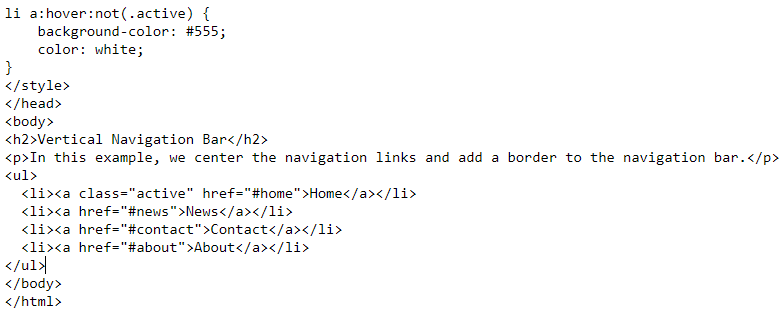 li a:hover:not(.active) {
    background-color: #555;
    color: white;
}
</style>
</head>
<body>
<h2>Vertical Navigation Bar</h2>
<p>In this example, we center the navigation links and add a border to the navigation bar.</p>
<ul>
  <li><a class="active" href="#home">Home</a></li>
  <li><a href="#news">News</a></li>
  <li><a href="#contact">Contact</a></li>
  <li><a href="#about">About</a></li>
</ul>
</body>
</html>